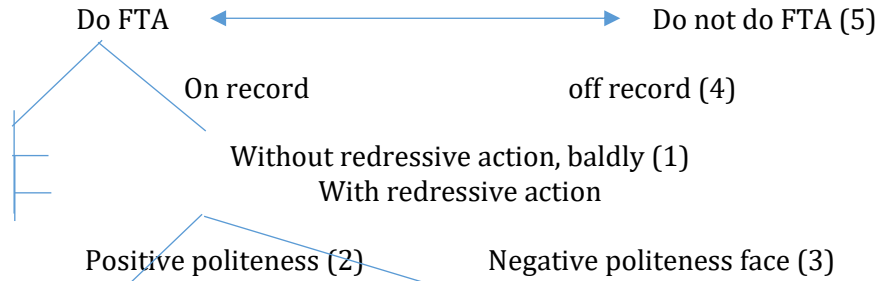 Do FTA Do not do FTA (5)
On record off record (4)
Without redressive action, baldly (1)
With redressive action
Positive politeness (2) Negative politeness face (3)